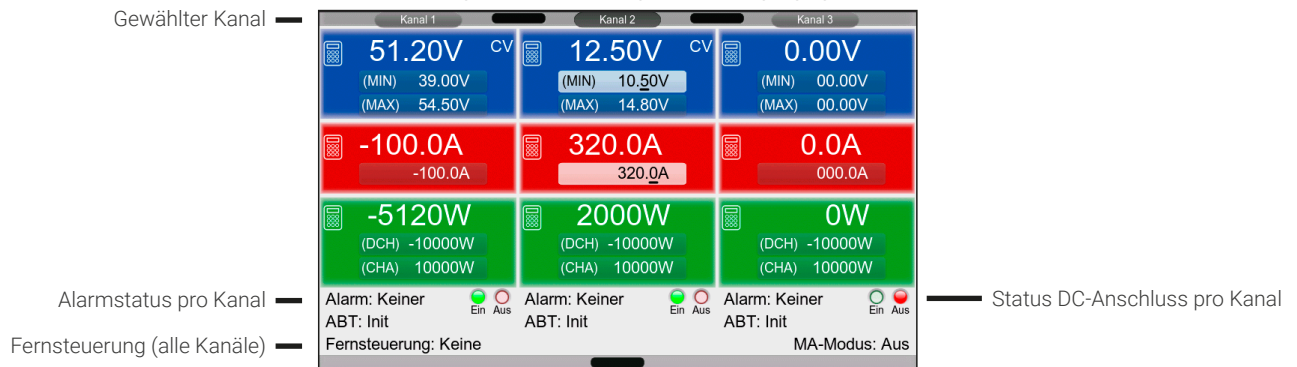 Gewählter Kanal
Kanal 1 Kanal 2 Kanal 3
51.20V CV 12.50V CV 0.00V
(MIN) 39.00V (MIN) 10.50V (MIN) 00.00V
(MAX) 54.50V (MAX) 14.80V (MAX) 00.00V
-100.0A 320.0A 0.0A
-100.0A 320.0A 000.0A
-5120W 2000W 0W
(DCH) -10000W (DCH) -10000W (DCH) -10000W
(CHA) 10000W (CHA) 10000W (CHA) 10000W
Alarmstatus pro Kanal Alarm: Keiner Ein Aus Alarm: Keiner Ein Aus Alarm: Keiner Ein Aus Status DC-Anschluss pro Kanal
ABT: Init ABT: Init ABT: Init
Fernsteuerung (alle Kanäle) Fernsteuerung: Keine MA-Modus: Aus